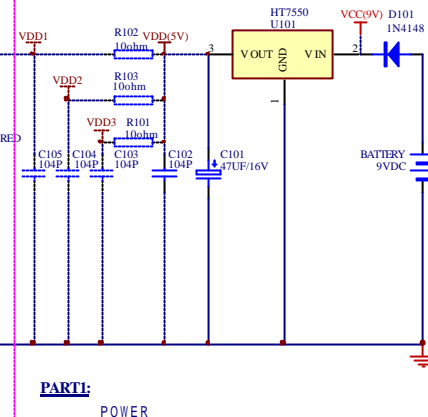 HT7550
U101
VCC(9V)
D101
1N4148
R102
VDD1
10ohm
VDD(5V)
3
V OUT
GND
V IN
2
R103
VDD2
10ohm
1
VDD3
R101
10ohm
RED
C105
104P
C104
104P
C103
104P
C102
104P
C101
47UF/16V
BATTERY
9VDC
PART1:
POWER